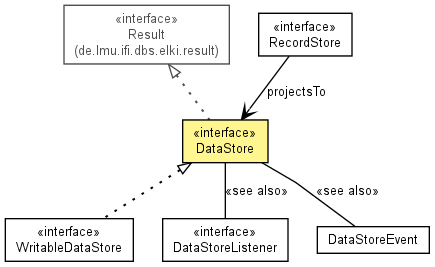 «interface»
Result
(de.lmu.ifi.dbs.elki.result)
«interface»
RecordStore
projectsTo
«interface»
DataStore
«see also»
«see also»
«interface»
WritableDataStore
«interface»
DataStoreListener
DataStoreEvent